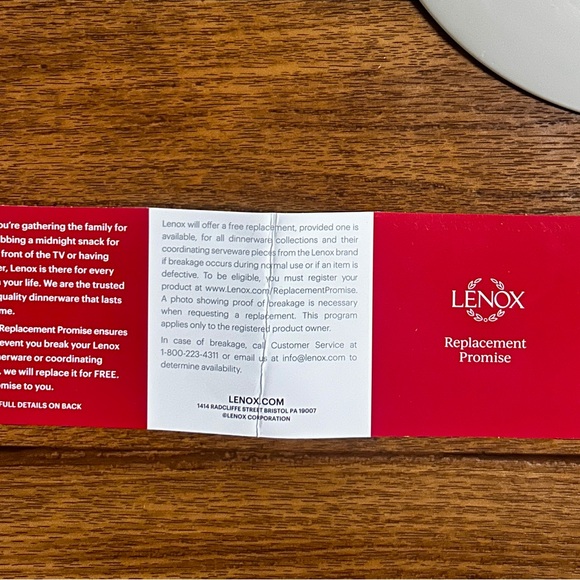 ou're gathering the family for
bbing a midnight snack for
front of the TV or having
er, Lenox is there for every
your life. We are the trusted
quality dinnerware that lasts
me.
Replacement Promise ensures
event you break your Lenox
nerware or coordinating
, we will replace it for FREE.
omise to you.
FULL DETAILS ON BACK
Lenox will offer a free replacement, provided one is
available, for all dinnerware collections and their
coordinating serveware pieces from the Lenox brand
if breakage occurs during normal use or if an item is
defective. To be eligible, you must register your
product at www.Lenox.com/ReplacementPromise.
A photo showing proof of breakage is necessary
when requesting a replacement. This program
applies only to the registered product owner.
In case of breakage, call Customer Service at
1-800-223-4311 or email us at info@lenox.com to
determine availability.
LENOX.COM
1414 RADCLIFFE STREET BRISTOL PA 19007
©LENOX CORPORATION
LENOX
Replacement
Promise